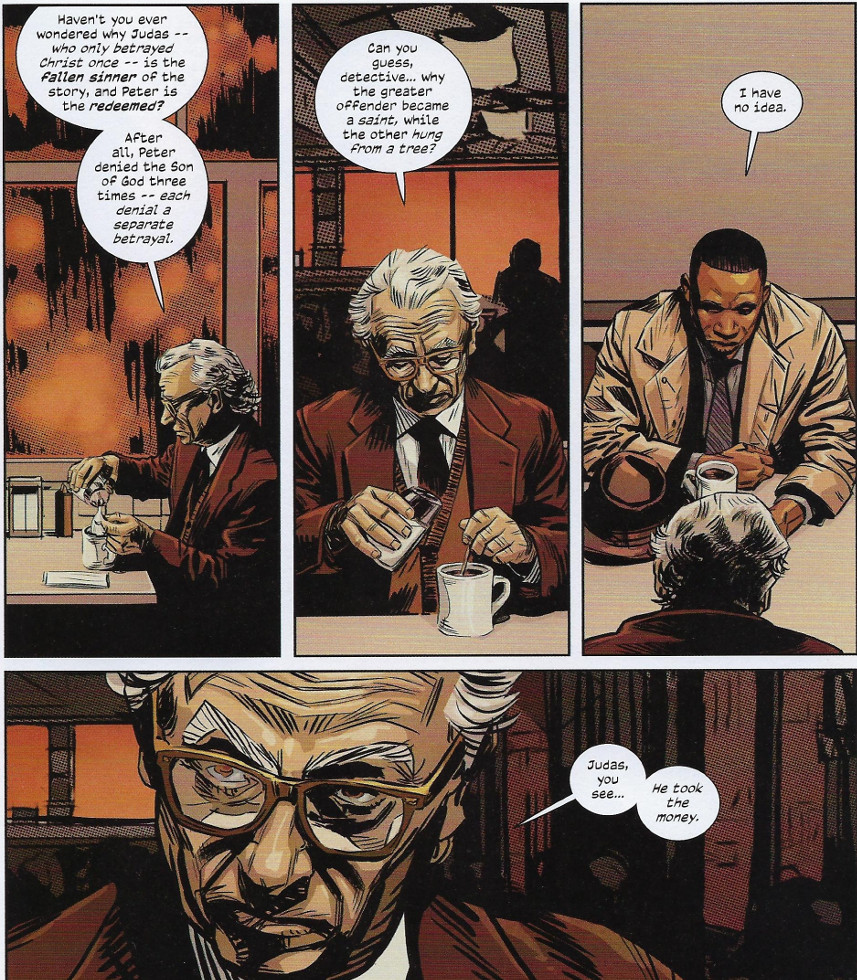 Haven't you ever
wondered why Judas --
who only betrayed
Christ once -- is the
fallen sinner of the
story, and Peter is
the redeemed?
After
all, Peter
denied the Son
of God three
times -- each
denial a
separate
betrayal.
Can you
guess,
detective... why
the greater
offender became
a saint, while
the other hung
from a tree?
I have
no idea.
Judas,
you
see...
He took
the
money.